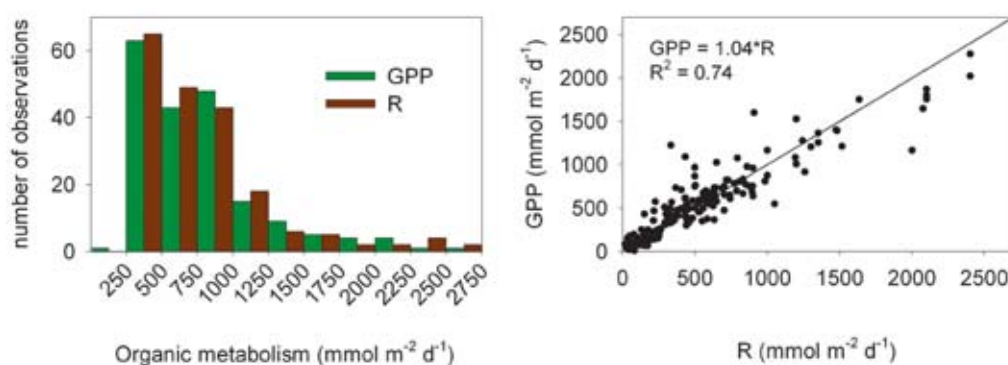 number of observations
60
40
20
0
GPP
R
250
500
750
1000
1250
1500
1750
2000
2250
2500
2750
Organic metabolism (mmol m⁻² d⁻¹)
GPP (mmol m⁻² d⁻¹)
2500
2000
1500
1000
500
0
GPP = 1.04*R
R² = 0.74
0 500 1000 1500 2000 2500
R (mmol m⁻² d⁻¹)